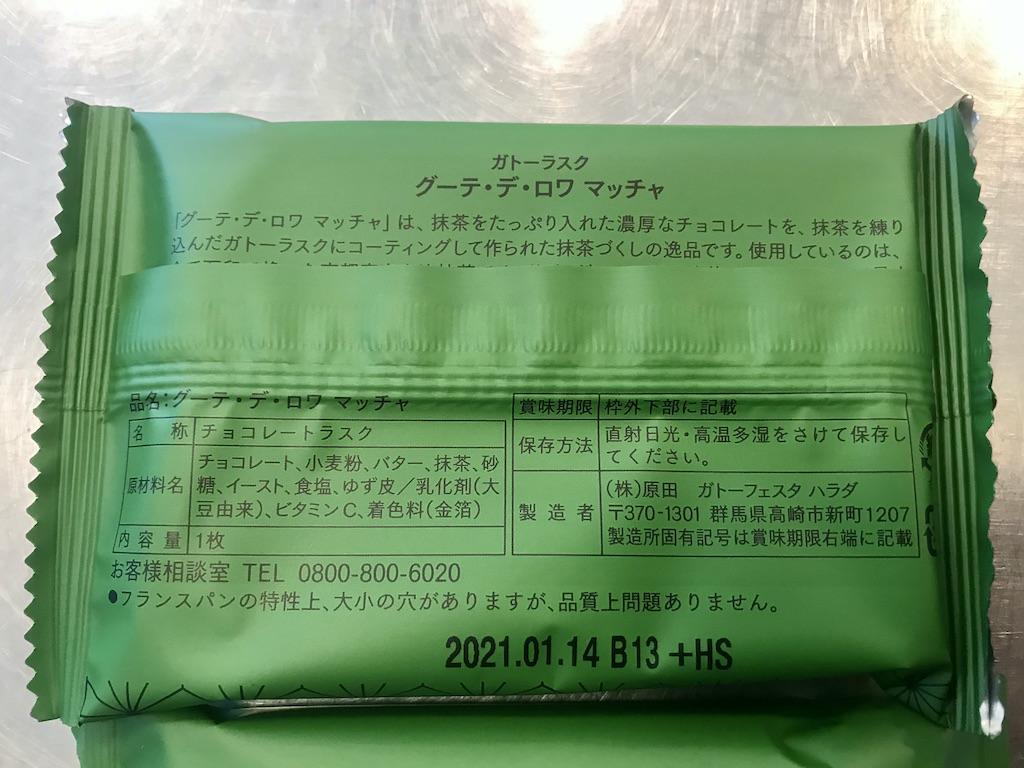 ガトーラスク
グーテ・デ・ロワ マッチャ
「グーテ・デ・ロワ マッチャ」は、抹茶をたっぷり入れた濃厚なチョコレートを、抹茶を練り
込んだガトーラスクにコーティングして作られた抹茶づくしの逸品です。使用しているのは、
品名:グーテ・デ・ロワ マッチャ
名 称 チョコレートラスク
原材料名 チョコレート、小麦粉、バター、抹茶、砂
糖、イースト、食塩、ゆず皮／乳化剤(大
豆由来)、ビタミンC、着色料(金箔)
内容量 1枚
賞味期限 枠外下部に記載
保存方法 直射日光・高温多湿をさけて保存し
てください。
製造者 (株)原田 ガトーフェスタ ハラダ
〒370-1301 群馬県高崎市新町1207
製造所固有記号は賞味期限右端に記載
お客様相談室 TEL 0800-800-6020
●フランスパンの特性上、大小の穴がありますが、品質上問題ありません。
2021.01.14 B13 +HS